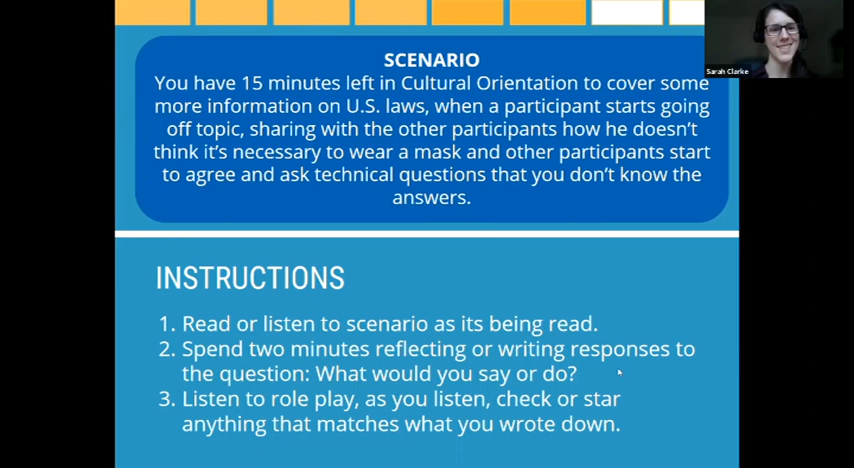 SCENARIO
You have 15 minutes left in Cultural Orientation to cover some
more information on U.S. laws, when a participant starts going
off topic, sharing with the other participants how he doesn't
think it's necessary to wear a mask and other participants start
to agree and ask technical questions that you don't know the
answers.
Sarah Clarke
INSTRUCTIONS
1. Read or listen to scenario as its being read.
2. Spend two minutes reflecting or writing responses to
the question: What would you say or do?
3. Listen to role play, as you listen, check or star
anything that matches what you wrote down.